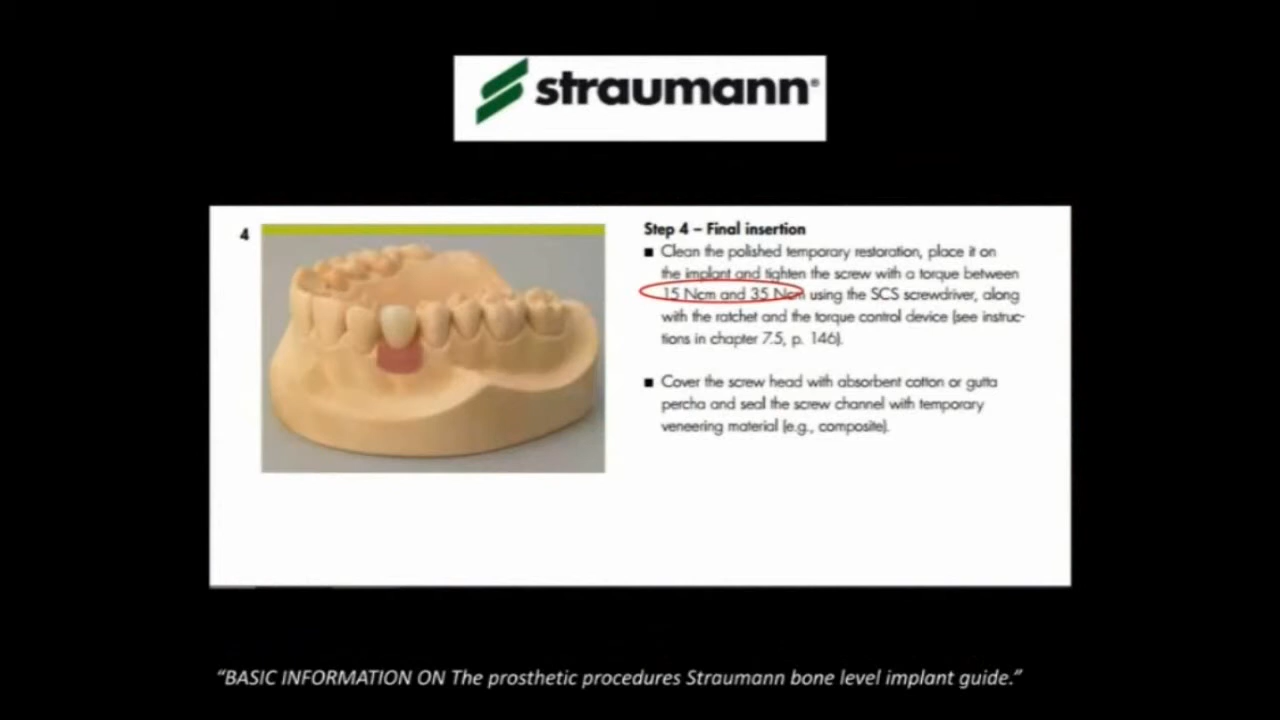 straumann®
4
Step 4 – Final insertion
■ Clean the polished temporary restoration, place it on
the implant and tighten the screw with a torque between
15 Ncm and 35 Ncm using the SCS screwdriver, along
with the ratchet and the torque control device (see instruc-
tions in chapter 7.5, p. 146).
■ Cover the screw head with absorbent cotton or gutta
percha and seal the screw channel with temporary
veneering material (e.g., composite).
“BASIC INFORMATION ON The prosthetic procedures Straumann bone level implant guide.”